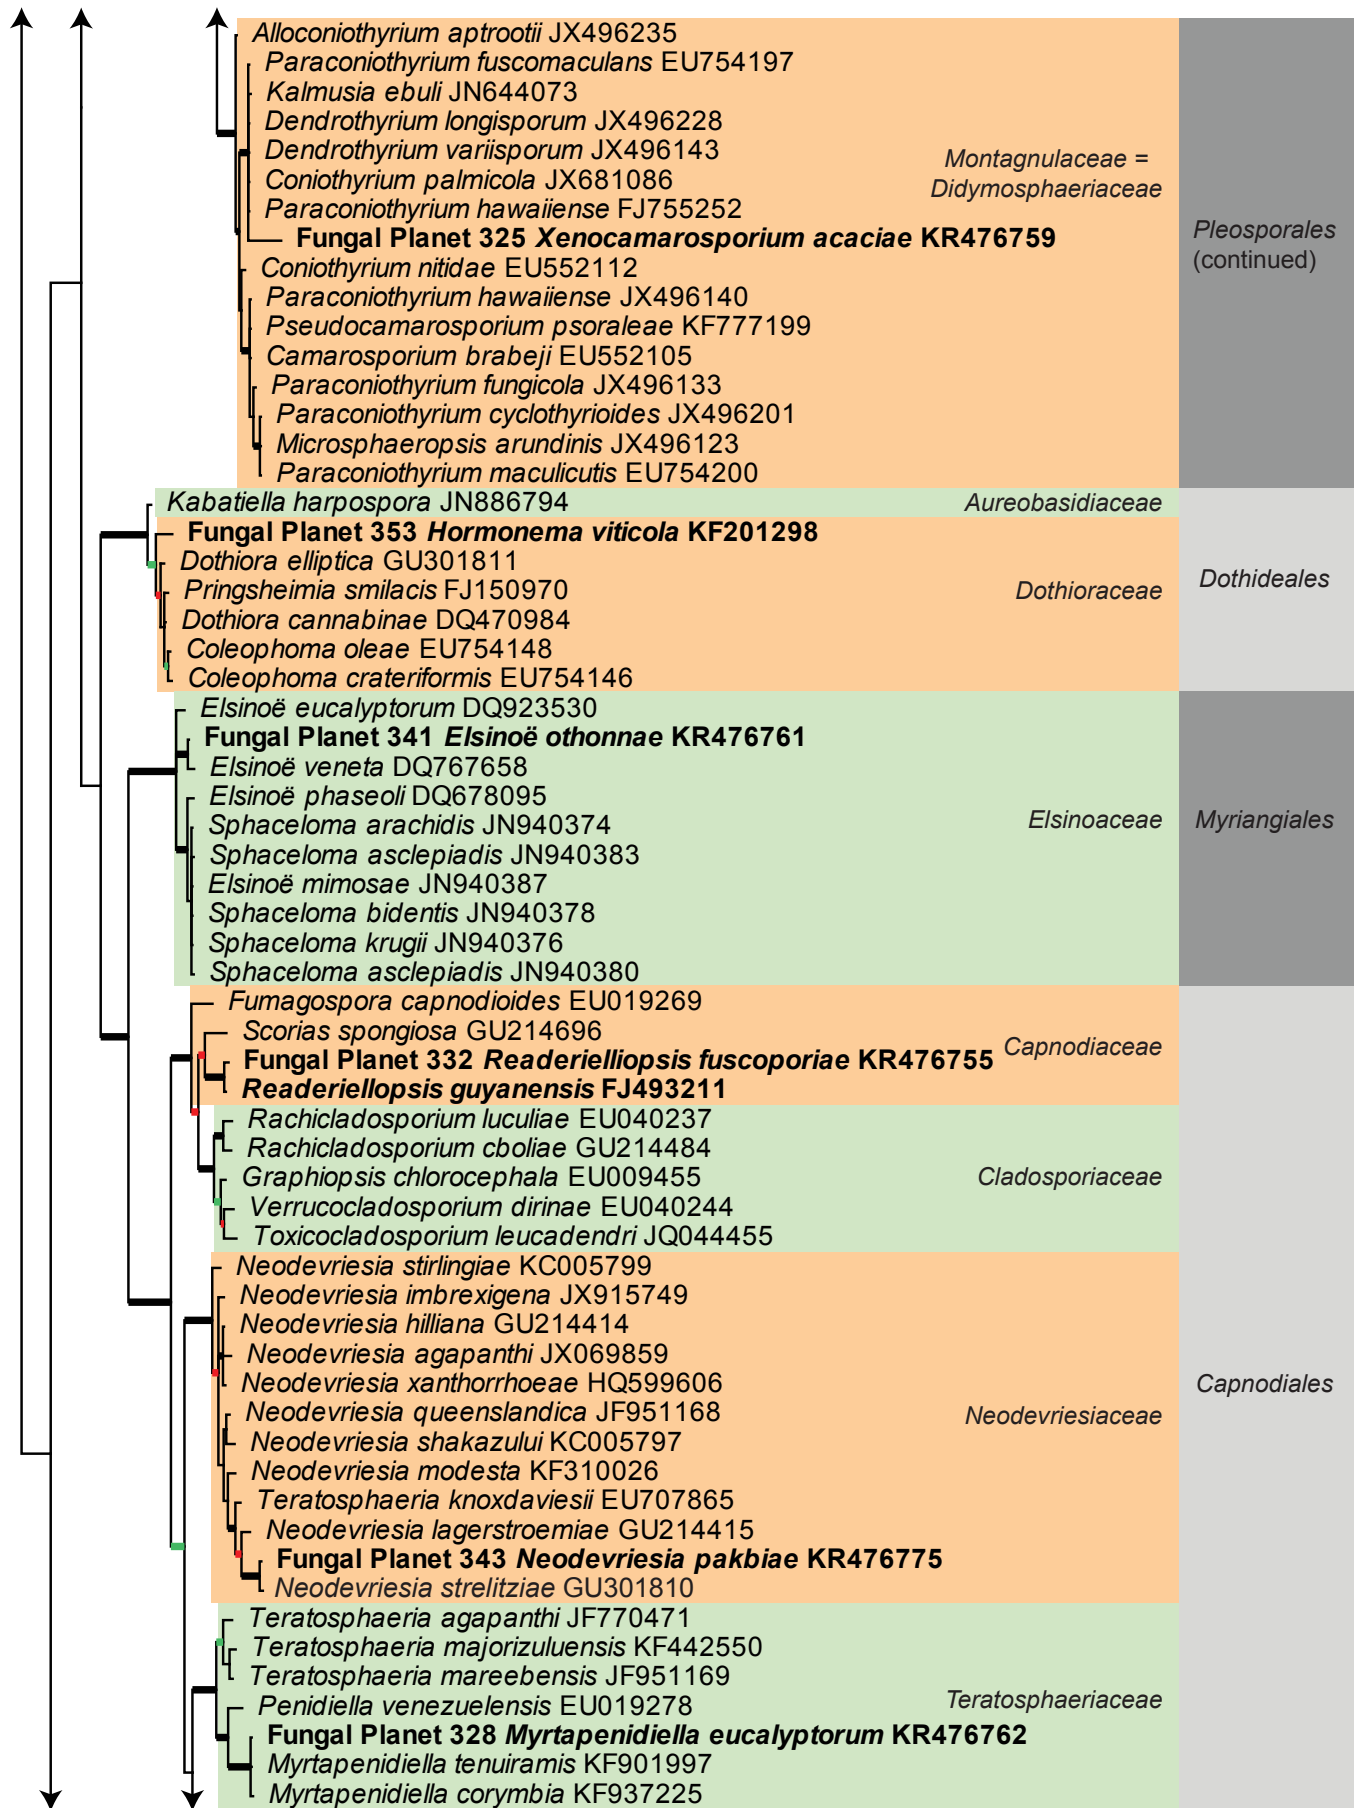 Alloconiothyrium aptrootii JX496235
Paraconiothyrium fuscomaculans EU754197
Kalmusia ebuli JN644073
Dendrothyrium longisporum JX496228
Dendrothyrium variisporum JX496143
Coniothyrium palmicola JX681086
Paraconiothyrium hawaiiense FJ755252
Fungal Planet 325 Xenocamarosporium acaciae KR476759
Coniothyrium nitidae EU552112
Paraconiothyrium hawaiiense JX496140
Pseudocamarosporium psoraleae KF777199
Camarosporium brabeji EU552105
Paraconiothyrium fungicola JX496133
Paraconiothyrium cyclothyrioides JX496201
Microsphaeropsis arundinis JX496123
Paraconiothyrium maculicutis EU754200
Montagnulaceae =
Didymosphaeriaceae
Pleosporales
(continued)
Kabatiella harpospora JN886794
Aureobasidiaceae
Fungal Planet 353 Hormonema viticola KF201298
Dothiora elliptica GU301811
Pringsheimia smilacis FJ150970
Dothiora cannabinae DQ470984
Coleophoma oleae EU754148
Coleophoma crateriformis EU754146
Dothioraceae
Dothideales
Elsinoë eucalyptorum DQ923530
Fungal Planet 341 Elsinoë othonnae KR476761
Elsinoë veneta DQ767658
Elsinoë phaseoli DQ678095
Sphaceloma arachidis JN940374
Sphaceloma asclepiadis JN940383
Elsinoë mimosae JN940387
Sphaceloma bidentis JN940378
Sphaceloma krugii JN940376
Sphaceloma asclepiadis JN940380
Elsinoaceae
Myriangiales
Fumagospora capnodioides EU019269
Scorias spongiosa GU214696
Fungal Planet 332 Readerielliopsis fuscoporiae KR476755
Readeriellopsis guyanensis FJ493211
Capnodiaceae
Rachicladosporium luculiae EU040237
Rachicladosporium cboliae GU214484
Graphiopsis chlorocephala EU009455
Verrucocladosporium dirinae EU040244
Toxicocladosporium leucadendri JQ044455
Cladosporiaceae
Neodevriesia stirlingiae KC005799
Neodevriesia imbrexigena JX915749
Neodevriesia hilliana GU214414
Neodevriesia agapanthi JX069859
Neodevriesia xanthorrhoeae HQ599606
Neodevriesia queenslandica JF951168
Neodevriesia shakazului KC005797
Neodevriesia modesta KF310026
Teratosphaeria knoxdaviesii EU707865
Neodevriesia lagerstroemiae GU214415
Fungal Planet 343 Neodevriesia pakbiae KR476775
Neodevriesia strelitziae GU301810
Neodevriesiaceae
Capnodiales
Teratosphaeria agapanthi JF770471
Teratosphaeria majorizuluensis KF442550
Teratosphaeria mareebensis JF951169
Penidiella venezuelensis EU019278
Fungal Planet 328 Myrtapenidiella eucalyptorum KR476762
Myrtapenidiella tenuiramis KF901997
Myrtapenidiella corymbia KF937225
Teratosphaeriaceae